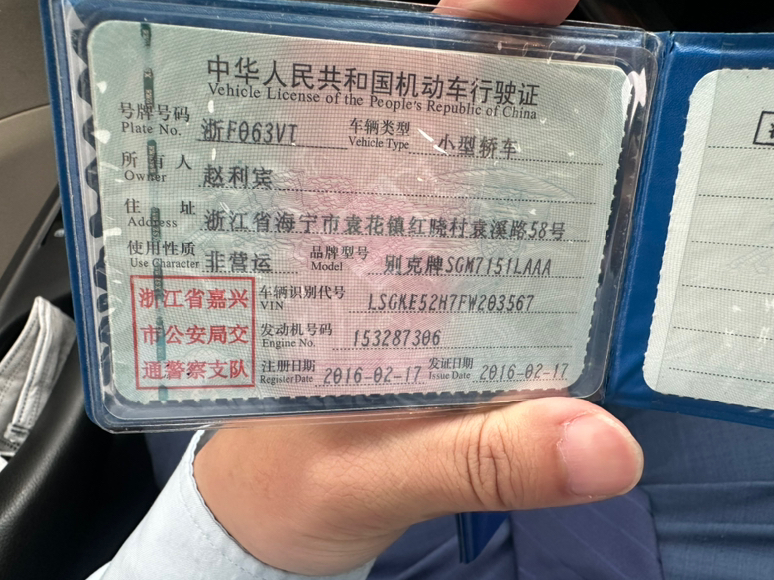 中华人民共和国机动车行驶证
Vehicle License of the People's Republic of China
号牌号码 浙F063VT 车辆类型 小型轿车
Plate No. Vehicle Type
所有人 赵利宾
Owner
住址 浙江省海宁市袁花镇红晓村袁溪路58号
Address
使用性质 非营运 品牌型号 别克牌SGM7151LAAA
Use Character Model
浙江省嘉兴
市公安局交
通警察支队
车辆识别代号 LSGKE52H7FW203567
VIN
发动机号码 153287306
Engine No.
注册日期 2016-02-17 发证日期 2016-02-17
Register Date Issue Date